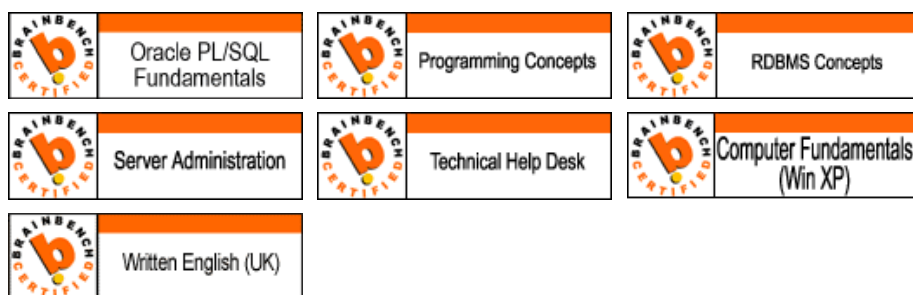 BRAINBENCH CERTIFIED
Oracle PL/SQL
Fundamentals
BRAINBENCH CERTIFIED
Programming Concepts
BRAINBENCH CERTIFIED
RDBMS Concepts
BRAINBENCH CERTIFIED
Server Administration
BRAINBENCH CERTIFIED
Technical Help Desk
BRAINBENCH CERTIFIED
Computer Fundamentals
(Win XP)
BRAINBENCH CERTIFIED
Written English (UK)